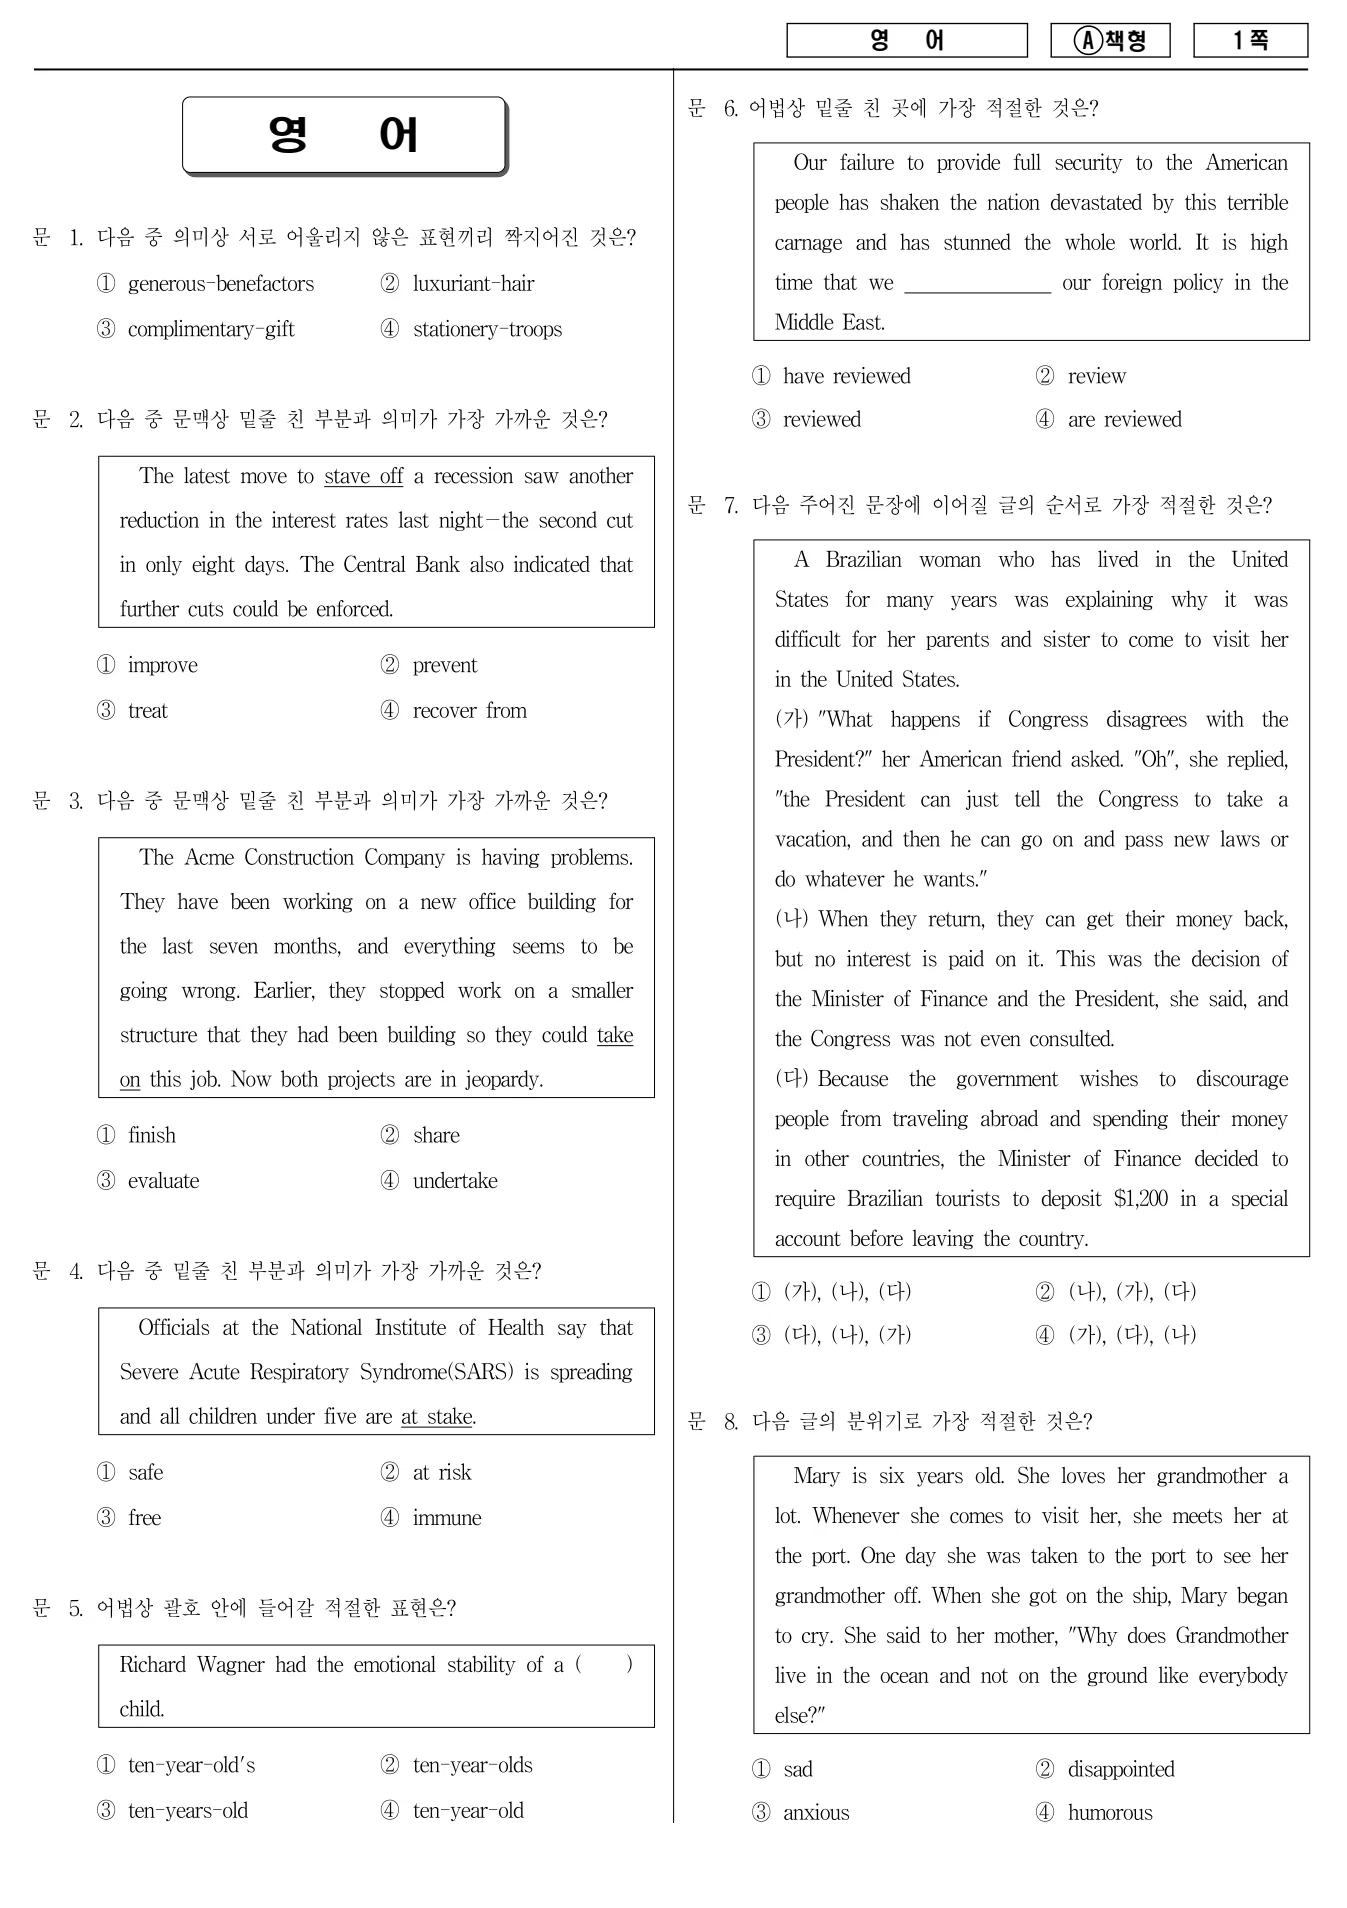 영 어
Ⓐ책형
1 쪽
영 어
문 1. 다음 중 의미상 서로 어울리지 않은 표현끼리 짝지어진 것은?
① generous-benefactors ② luxuriant-hair
③ complimentary-gift ④ stationery-troops
문 2. 다음 중 문맥상 밑줄 친 부분과 의미가 가장 가까운 것은?
The latest move to stave off a recession saw another
reduction in the interest rates last night—the second cut
in only eight days. The Central Bank also indicated that
further cuts could be enforced.
① improve ② prevent
③ treat ④ recover from
문 3. 다음 중 문맥상 밑줄 친 부분과 의미가 가장 가까운 것은?
The Acme Construction Company is having problems.
They have been working on a new office building for
the last seven months, and everything seems to be
going wrong. Earlier, they stopped work on a smaller
structure that they had been building so they could take
on this job. Now both projects are in jeopardy.
① finish ② share
③ evaluate ④ undertake
문 4. 다음 중 밑줄 친 부분과 의미가 가장 가까운 것은?
Officials at the National Institute of Health say that
Severe Acute Respiratory Syndrome(SARS) is spreading
and all children under five are at stake.
① safe ② at risk
③ free ④ immune
문 5. 어법상 괄호 안에 들어갈 적절한 표현은?
Richard Wagner had the emotional stability of a ( )
child.
① ten-year-old's ② ten-year-olds
③ ten-years-old ④ ten-year-old
문 6. 어법상 밑줄 친 곳에 가장 적절한 것은?
Our failure to provide full security to the American
people has shaken the nation devastated by this terrible
carnage and has stunned the whole world. It is high
time that we ______________ our foreign policy in the
Middle East.
① have reviewed ② review
③ reviewed ④ are reviewed
문 7. 다음 주어진 문장에 이어질 글의 순서로 가장 적절한 것은?
A Brazilian woman who has lived in the United
States for many years was explaining why it was
difficult for her parents and sister to come to visit her
in the United States.
(가) "What happens if Congress disagrees with the
President?" her American friend asked. "Oh", she replied,
"the President can just tell the Congress to take a
vacation, and then he can go on and pass new laws or
do whatever he wants."
(나) When they return, they can get their money back,
but no interest is paid on it. This was the decision of
the Minister of Finance and the President, she said, and
the Congress was not even consulted.
(다) Because the government wishes to discourage
people from traveling abroad and spending their money
in other countries, the Minister of Finance decided to
require Brazilian tourists to deposit $1,200 in a special
account before leaving the country.
① (가), (나), (다) ② (나), (가), (다)
③ (다), (나), (가) ④ (가), (다), (나)
문 8. 다음 글의 분위기로 가장 적절한 것은?
Mary is six years old. She loves her grandmother a
lot. Whenever she comes to visit her, she meets her at
the port. One day she was taken to the port to see her
grandmother off. When she got on the ship, Mary began
to cry. She said to her mother, "Why does Grandmother
live in the ocean and not on the ground like everybody
else?"
① sad ② disappointed
③ anxious ④ humorous